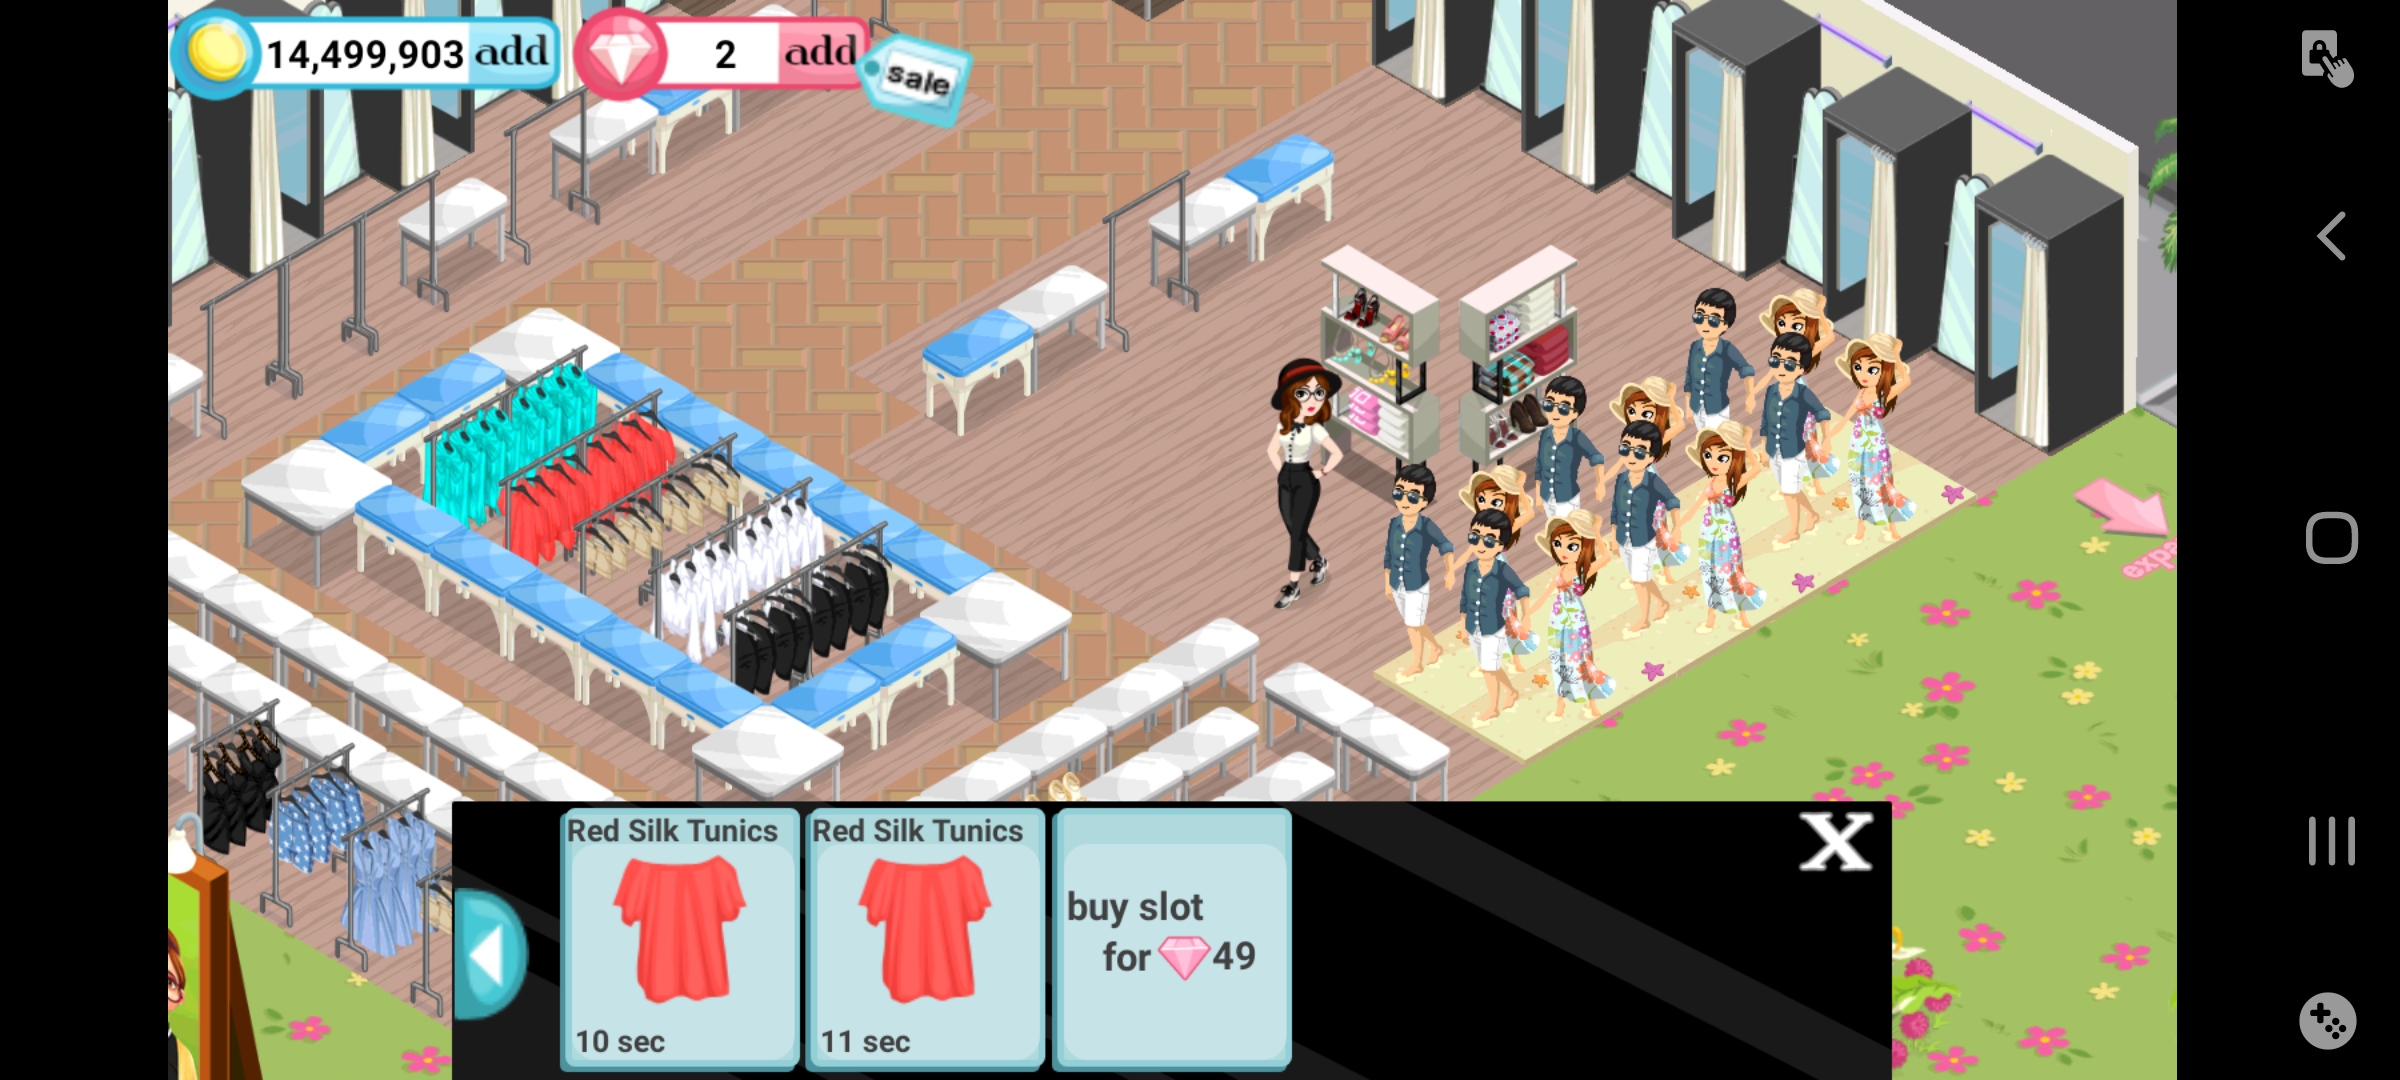 14,499,903 add
2 add
sale
Red Silk Tunics
10 sec
Red Silk Tunics
11 sec
buy slot
for 49
X